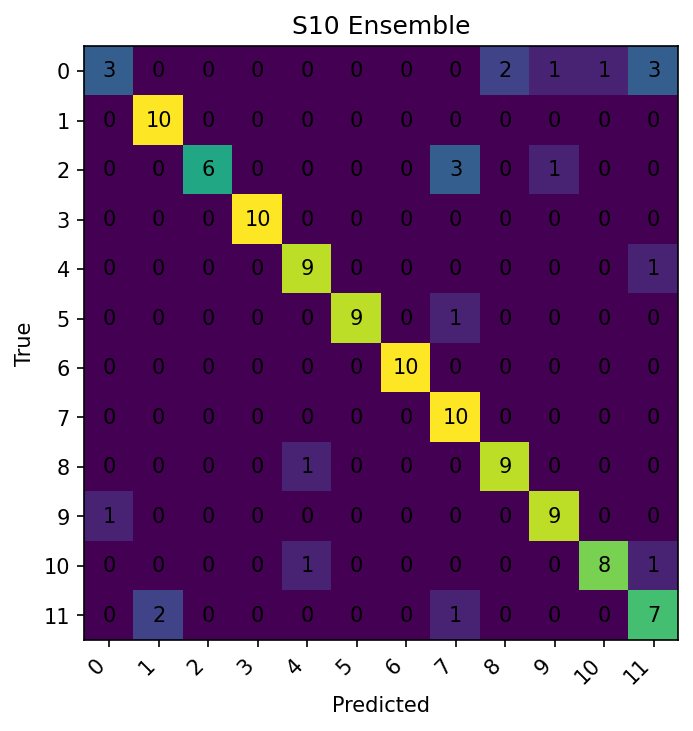 S10 Ensemble
0 3 0 0 0 0 0 0 0 2 1 1 3
1 0 10 0 0 0 0 0 0 0 0 0 0
2 0 0 6 0 0 0 0 3 0 1 0 0
3 0 0 0 10 0 0 0 0 0 0 0 0
4 0 0 0 0 9 0 0 0 0 0 0 1
5 0 0 0 0 0 9 0 1 0 0 0 0
6 0 0 0 0 0 0 10 0 0 0 0 0
7 0 0 0 0 0 0 0 10 0 0 0 0
8 0 0 0 0 1 0 0 0 9 0 0 0
9 1 0 0 0 0 0 0 0 0 9 0 0
10 0 0 0 0 1 0 0 0 0 0 8 1
11 0 2 0 0 0 0 0 1 0 0 0 7
0 1 2 3 4 5 6 7 8 9 10 11
True
Predicted